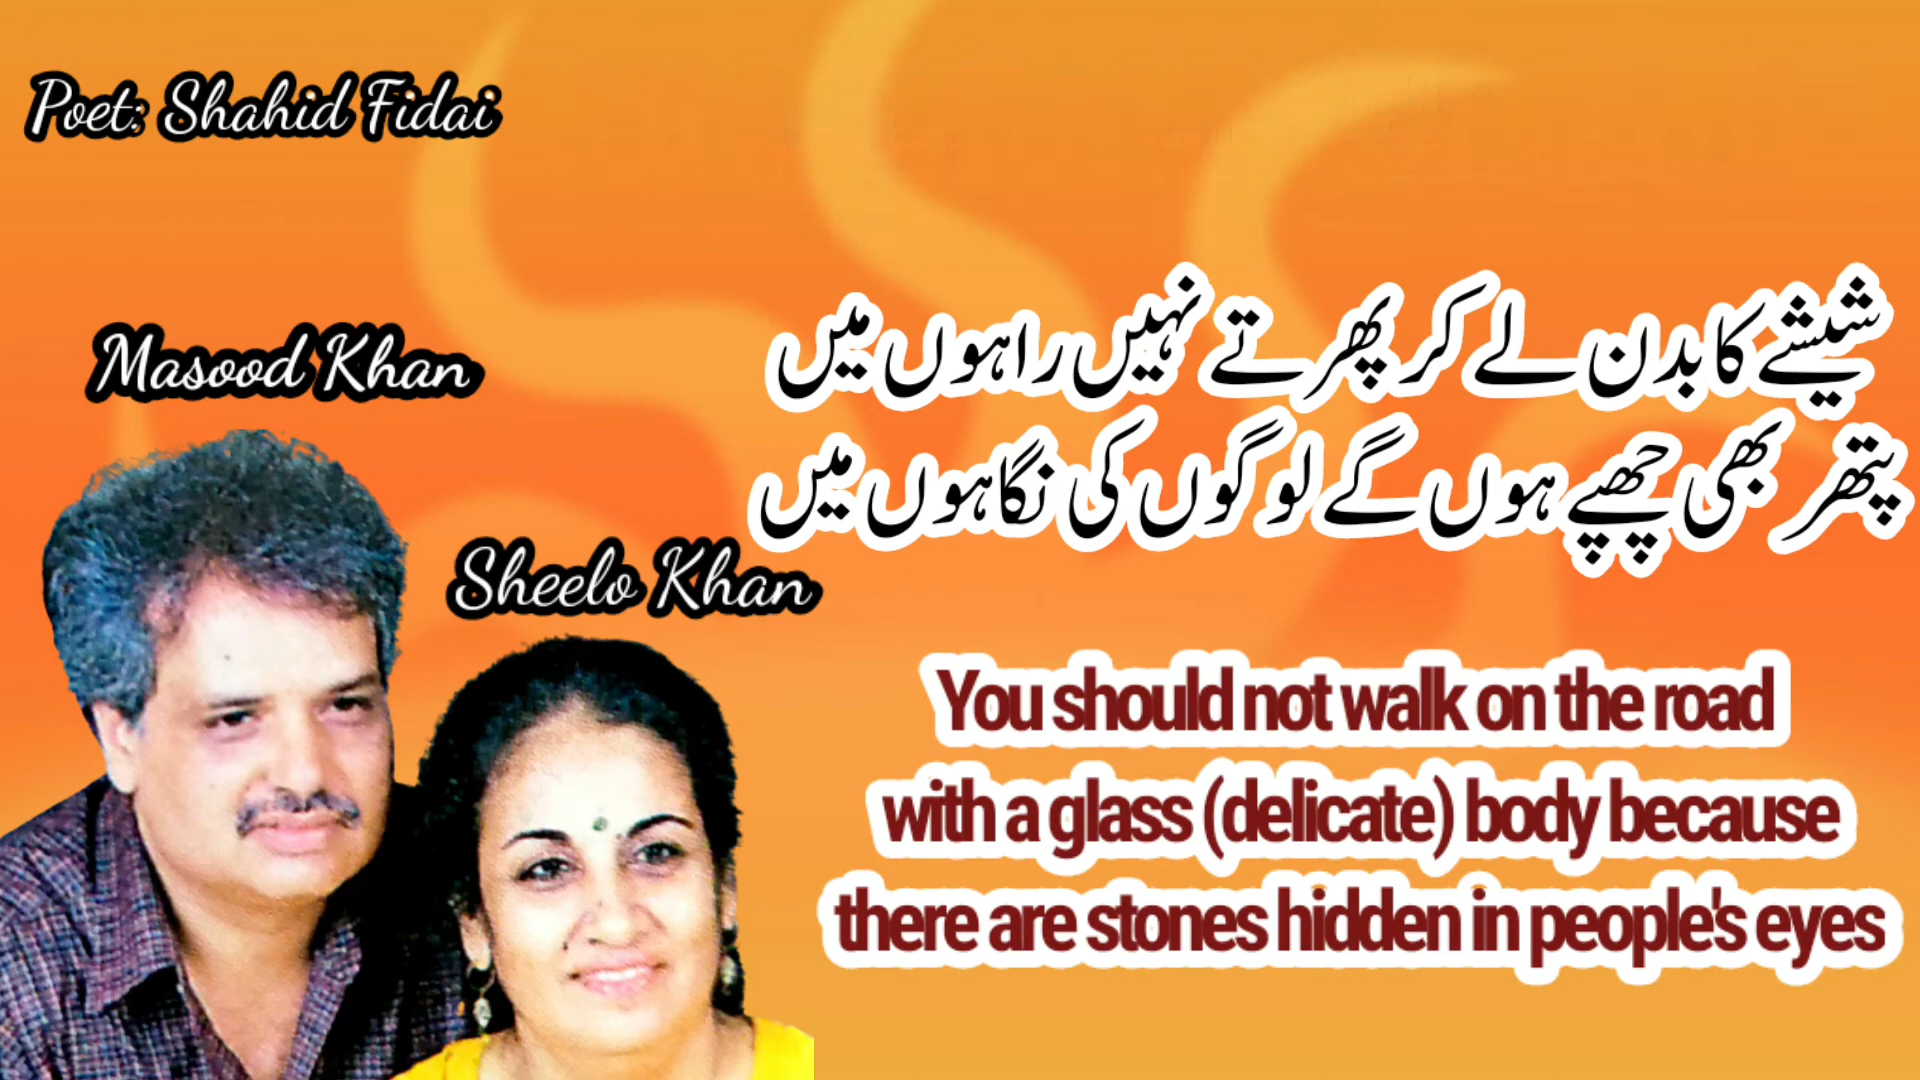 Poet: Shahid Fidai
Masood Khan
Sheelo Khan
شیشے کا بدن لے کر پھرتے نہیں راہوں میں
پتھر بھی چھپے ہوں گے لوگوں کی نگاہوں میں
You should not walk on the road
with a glass (delicate) body because
there are stones hidden in people's eyes